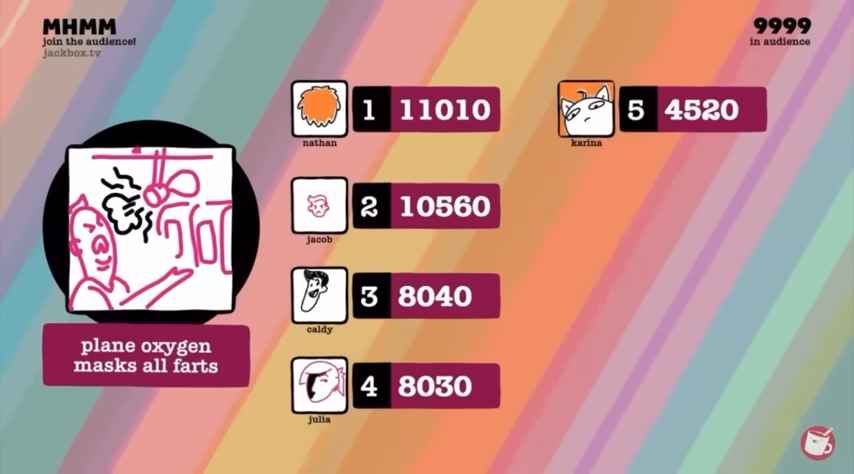 MHMM
join the audience!
jackbox.tv
9999
in audience
1 11010
nathan
2 10560
jacob
3 8040
caldy
4 8030
julia
5 4520
karina
plane oxygen
masks all farts